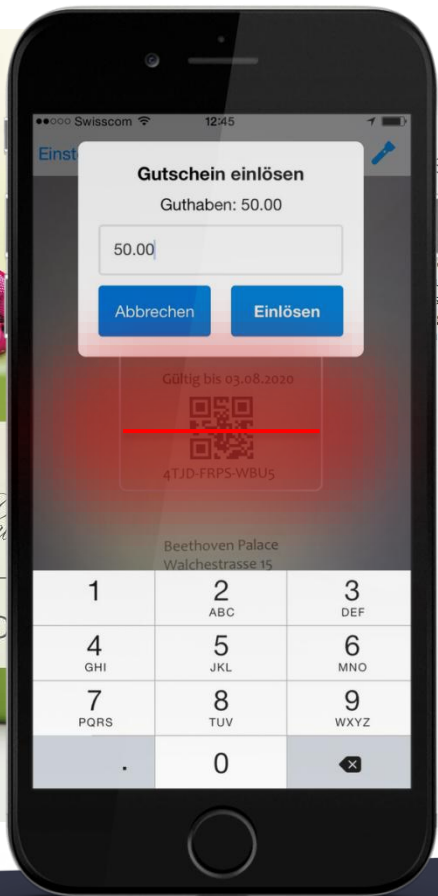 Swisscom 12:45
Einst
Gutschein einlösen
Guthaben: 50.00
50.00
Abbrechen Einlösen
Gültig bis 03.08.2020
4TJD-FRPS-WBU5
Beethoven Palace
Walchestrasse 15
1 2 3
ABC DEF
4 5 6
GHI JKL MNO
7 8 9
PQRS TUV WXYZ
. 0